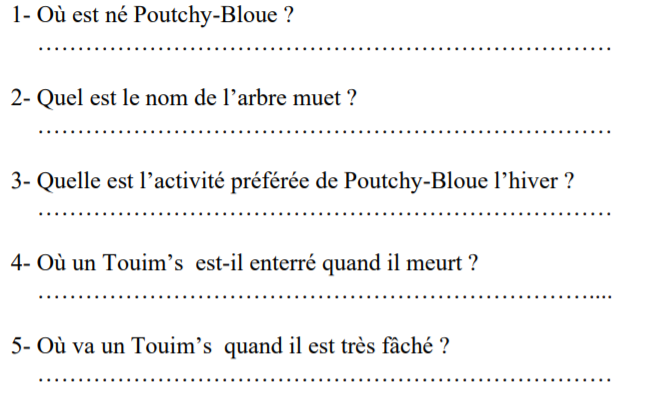 1- Où est né Poutchy-Bloue ?
…………………………………………………………………
2- Quel est le nom de l’arbre muet ?
…………………………………………………………………
3- Quelle est l’activité préférée de Poutchy-Bloue l’hiver ?
…………………………………………………………………
4- Où un Touim’s  est-il enterré quand il meurt ?
………………………………………………………………....
5- Où va un Touim’s  quand il est très fâché ?
…………………………………………………………………